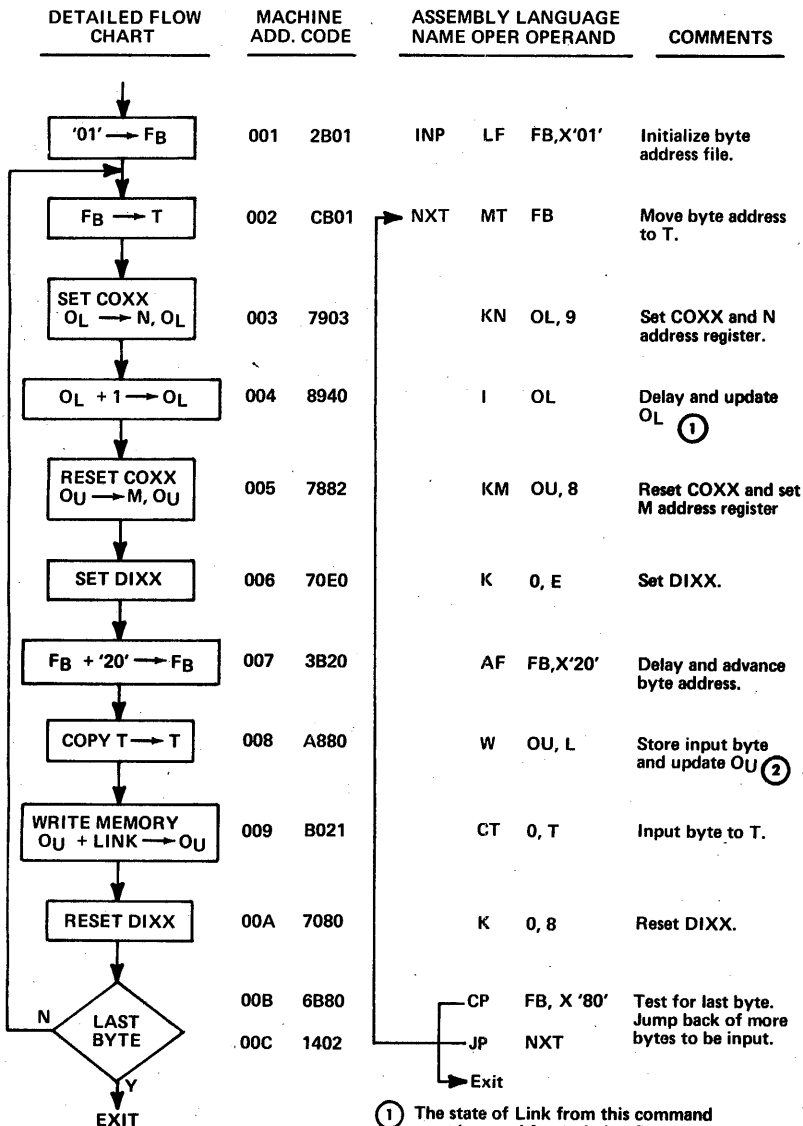 DETAILED FLOW CHART MACHINE ADD. CODE ASSEMBLY LANGUAGE NAME OPER OPERAND COMMENTS
'01' → FB 001 2B01 INP LF FB,X'01' Initialize byte
address file.
FB → T 002 CB01 NXT MT FB Move byte address
to T.
SET COXX
OL → N, OL 003 7903 KN OL, 9 Set COXX and N
address register.
OL + 1 → OL 004 8940 I OL Delay and update
OL ①
RESET COXX
OU → M, OU 005 7882 KM OU, 8 Reset COXX and set
M address register
SET DIXX 006 70E0 K 0, E Set DIXX.
FB + '20' → FB 007 3B20 AF FB,X'20' Delay and advance
byte address.
COPY T → T 008 A880 W OU, L Store input byte
and update OU ②
WRITE MEMORY
OU + LINK → OU 009 B021 CT 0, T Input byte to T.
RESET DIXX 00A 7080 K 0, 8 Reset DIXX.
00B 6B80 CP FB, X '80' Test for last byte.
N LAST BYTE 00C 1402 JP NXT Jump back of more
bytes to be input.
Exit
Y
EXIT
① The state of Link from this command